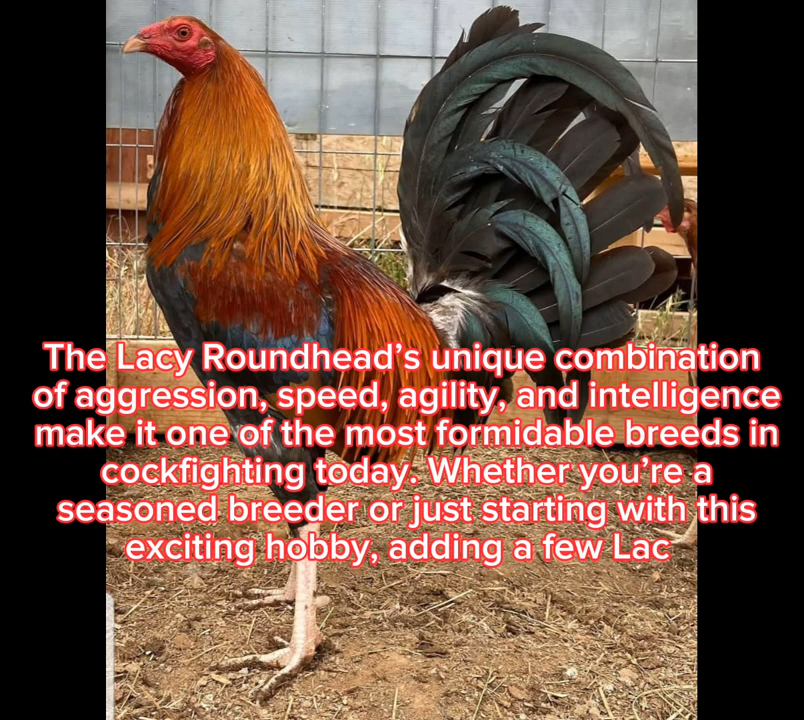 The Lacy Roundhead’s unique combination
of aggression, speed, agility, and intelligence
make it one of the most formidable breeds in
cockfighting today. Whether you’re a
seasoned breeder or just starting with this
exciting hobby, adding a few Lac